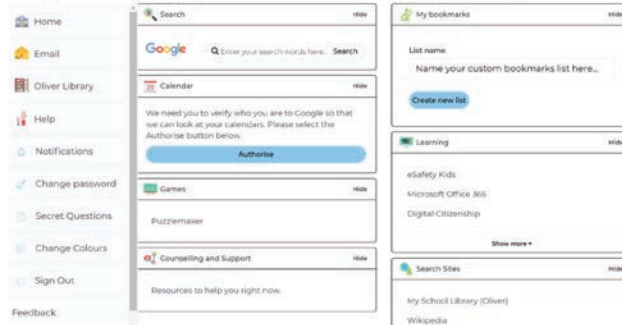 Home
Email
Oliver Library
Help
Notifications
Change password
Secret Questions
Change Colours
Sign Out
Feedback
Search
Hide
Google
Enter your search words here...
Search
Calendar
Hide
We need you to verify who you are to Google so that
we can look at your calendars. Please select the
Authorise button below.
Authorise
Games
Hide
Puzzlemaker
Counselling and Support
Hide
Resources to help you right now.
My bookmarks
Hide
List name
Name your custom bookmarks list here...
Create new list
Learning
Hide
eSafety Kids
Microsoft Office 365
Digital Citizenship
Show more
Search Sites
Hide
My School Library (Oliver)
Wikipedia